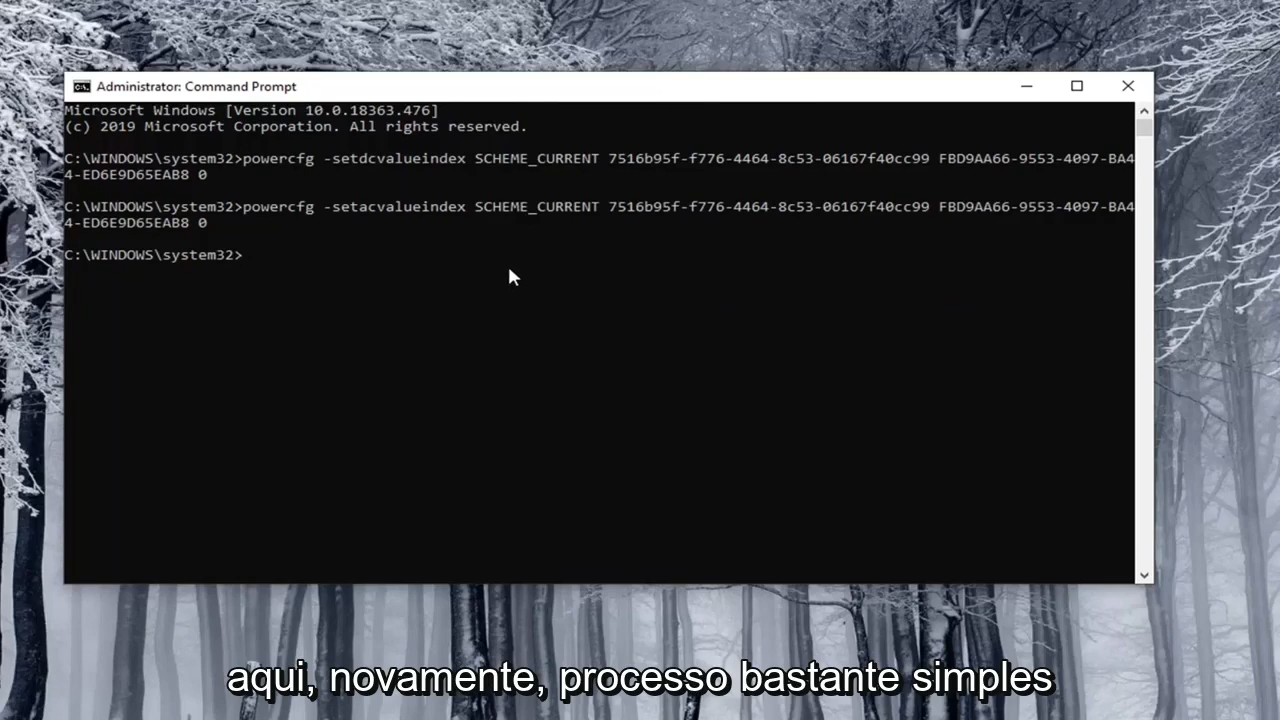 Administrator: Command Prompt
Microsoft Windows [Version 10.0.18363.476]
(c) 2019 Microsoft Corporation. All rights reserved.
C:\WINDOWS\system32>powercfg -setdcvalueindex SCHEME_CURRENT 7516b95f-f776-4464-8c53-06167f40cc99 FBD9AA66-9553-4097-BA4
4-ED6E9D65EAB8 0
C:\WINDOWS\system32>powercfg -setacvalueindex SCHEME_CURRENT 7516b95f-f776-4464-8c53-06167f40cc99 FBD9AA66-9553-4097-BA4
4-ED6E9D65EAB8 0
C:\WINDOWS\system32>
aqui, novamente, processo bastante simples